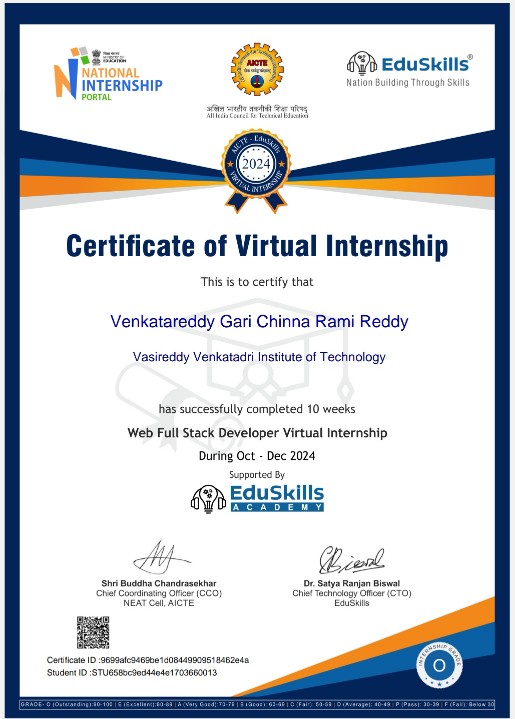 शिक्षा मंत्रालय
MINISTRY OF
EDUCATION
NATIONAL
INTERNSHIP
PORTAL
AICTE
अखिल भारतीय तकनीकी शिक्षा परिषद्
All India Council for Technical Education
EduSkills®
Nation Building Through Skills
AICTE - EduSkills
2024
VIRTUAL INTERNSHIP
Certificate of Virtual Internship
This is to certify that
Venkatareddy Gari Chinna Rami Reddy
Vasireddy Venkatadri Institute of Technology
has successfully completed 10 weeks
Web Full Stack Developer Virtual Internship
During Oct - Dec 2024
Supported By
EduSkills
ACADEMY
Shri Buddha Chandrasekhar
Chief Coordinating Officer (CCO)
NEAT Cell, AICTE
Dr. Satya Ranjan Biswal
Chief Technology Officer (CTO)
EduSkills
Certificate ID :9699afc9469be1d08449909518462e4a
Student ID :STU658bc9ed44e4e1703660013
INTERNSHIP GRADE
O
GRADE- O (Outstanding):90-100 | E (Excellent):80-89 | A (Very Good):70-79 | B (Good): 60-69 | C (Fair): 50-59 | D (Average): 40-49 | P (Pass): 30-39 | F (Fail): Below 30